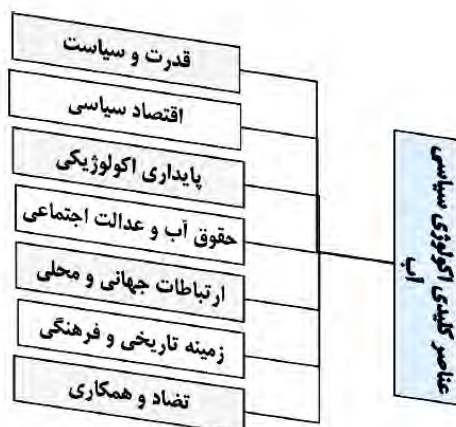 عناصر کلیدی اکولوژی سیاسی
آب
قدرت و سیاست
اقتصاد سیاسی
پایداری اکولوژیکی
حقوق آب و عدالت اجتماعی
ارتباطات جهانی و محلی
زمینه تاریخی و فرهنگی
تضاد و همکاری